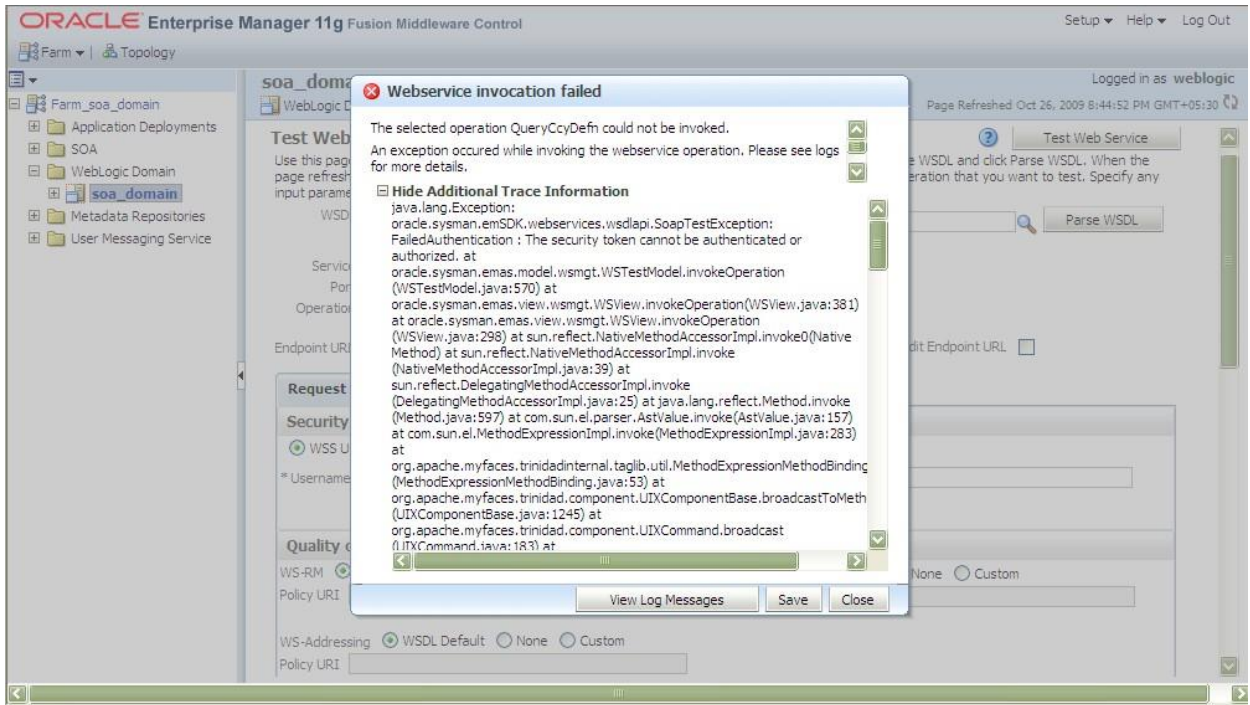 ORACLE Enterprise Manager 11g Fusion Middleware Control
Setup Help Log Out
Farm | Topology
Farm_soa_domain
Application Deployments
SOA
WebLogic Domain
soa_domain
Metadata Repositories
User Messaging Service
soa_doma
WebLogic D
Logged in as weblogic
Page Refreshed Oct 26, 2009 8:44:52 PM GMT+05:30
Test Web
Test Web Service
Use this pag
e WSDL and click Parse WSDL. When the
page refresh
eration that you want to test. Specify any
input parame
WSD
Parse WSDL
Servic
Por
Operatio
Endpoint UR
dit Endpoint URL
Request
Security
WSS U
* Username
Quality o
WS-RM
None Custom
Policy URI
WS-Addressing WSDL Default None Custom
Policy URI
Webservice invocation failed
The selected operation QueryCcyDefn could not be invoked.
An exception occured while invoking the webservice operation. Please see logs
for more details.
Hide Additional Trace Information
java.lang.Exception:
oracle.sysman.emSDK.webservices.wsdlapi.SoapTestException:
FailedAuthentication : The security token cannot be authenticated or
authorized. at
oracle.sysman.emas.model.wsmgt.WSTestModel.invokeOperation
(WSTestModel.java:570) at
oracle.sysman.emas.view.wsmgt.WSView.invokeOperation(WSView.java:381)
at oracle.sysman.emas.view.wsmgt.WSView.invokeOperation
(WSView.java:298) at sun.reflect.NativeMethodAccessorImpl.invoke0(Native
Method) at sun.reflect.NativeMethodAccessorImpl.invoke
(NativeMethodAccessorImpl.java:39) at
sun.reflect.DelegatingMethodAccessorImpl.invoke
(DelegatingMethodAccessorImpl.java:25) at java.lang.reflect.Method.invoke
(Method.java:597) at com.sun.el.parser.AstValue.invoke(AstValue.java:157)
at com.sun.el.MethodExpressionImpl.invoke(MethodExpressionImpl.java:283)
at
org.apache.myfaces.trinidadinternal.taglib.util.MethodExpressionMethodBinding
(MethodExpressionMethodBinding.java:53) at
org.apache.myfaces.trinidad.component.UIXComponentBase.broadcastToMeth
(UIXComponentBase.java:1245) at
org.apache.myfaces.trinidad.component.UIXCommand.broadcast
(UIXCommand.java:183) at
View Log Messages Save Close